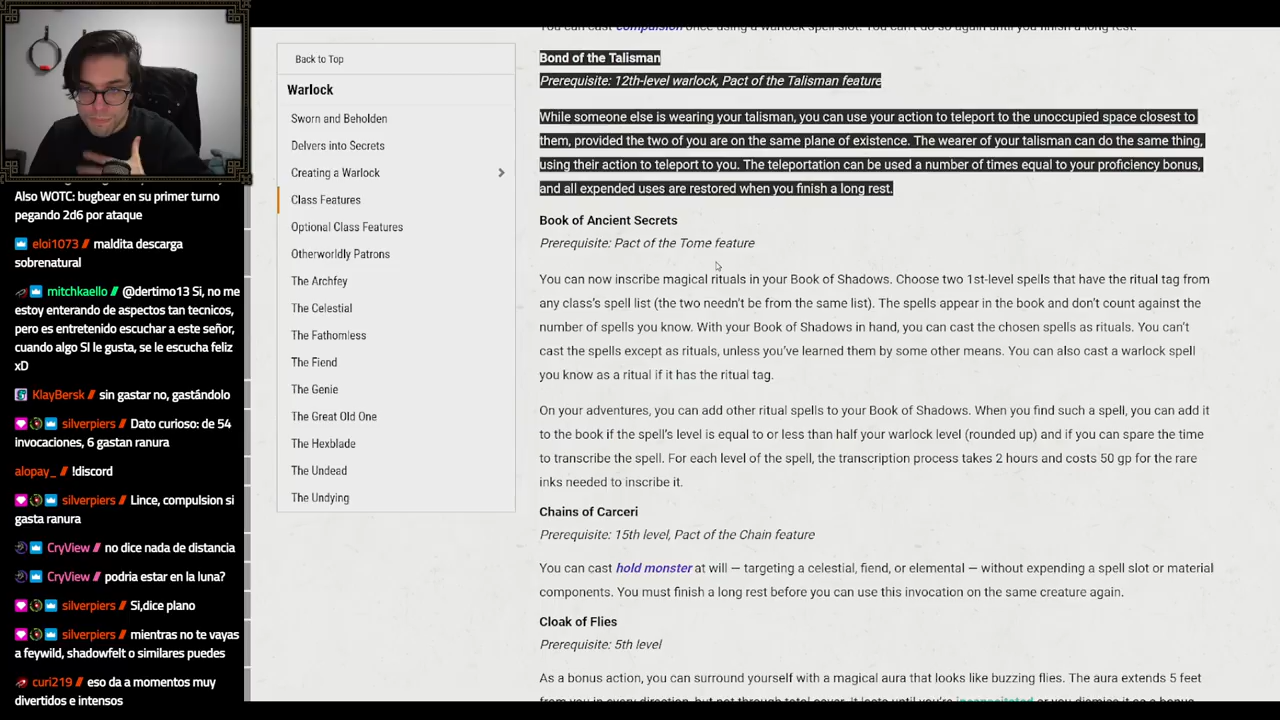 Also WOTC: bugbear en su primer turno
pegando 2d6 por ataque
eloi1073 // maldita descarga
sobrenatural
mitchkaello // @dertimo13 Si, no me
estoy enterando de aspectos tan tecnicos,
pero es entretenido escuchar a este señor,
cuando algo SI le gusta, se le escucha feliz
xD
KlayBersk // sin gastar no, gastándolo
silverpiers // Dato curioso: de 54
invocaciones, 6 gastan ranura
alopay_ // !discord
silverpiers // Lince, compulsion si
gasta ranura
CryView // no dice nada de distancia
CryView // podria estar en la luna?
silverpiers // Si,dice plano
silverpiers // mientras no te vayas
a feywild, shadowfelt o similares puedes
curi219 // eso da a momentos muy
divertidos e intensos
Back to Top
Warlock
Sworn and Beholden
Delvers into Secrets
Creating a Warlock
Class Features
Optional Class Features
Otherworldly Patrons
The Archfey
The Celestial
The Fathomless
The Fiend
The Genie
The Great Old One
The Hexblade
The Undead
The Undying
You can cast compulsion once using a warlock spell slot. You can't do so again until you finish a long rest.
Bond of the Talisman
Prerequisite: 12th-level warlock, Pact of the Talisman feature
While someone else is wearing your talisman, you can use your action to teleport to the unoccupied space closest to
them, provided the two of you are on the same plane of existence. The wearer of your talisman can do the same thing,
using their action to teleport to you. The teleportation can be used a number of times equal to your proficiency bonus,
and all expended uses are restored when you finish a long rest.
Book of Ancient Secrets
Prerequisite: Pact of the Tome feature
You can now inscribe magical rituals in your Book of Shadows. Choose two 1st-level spells that have the ritual tag from
any class's spell list (the two needn't be from the same list). The spells appear in the book and don't count against the
number of spells you know. With your Book of Shadows in hand, you can cast the chosen spells as rituals. You can't
cast the spells except as rituals, unless you've learned them by some other means. You can also cast a warlock spell
you know as a ritual if it has the ritual tag.
On your adventures, you can add other ritual spells to your Book of Shadows. When you find such a spell, you can add it
to the book if the spell's level is equal to or less than half your warlock level (rounded up) and if you can spare the time
to transcribe the spell. For each level of the spell, the transcription process takes 2 hours and costs 50 gp for the rare
inks needed to inscribe it.
Chains of Carceri
Prerequisite: 15th level, Pact of the Chain feature
You can cast hold monster at will — targeting a celestial, fiend, or elemental — without expending a spell slot or material
components. You must finish a long rest before you can use this invocation on the same creature again.
Cloak of Flies
Prerequisite: 5th level
As a bonus action, you can surround yourself with a magical aura that looks like buzzing flies. The aura extends 5 feet
from you in every direction, but not through total cover. It lasts until you're incapacitated or you dismiss it as a bonus